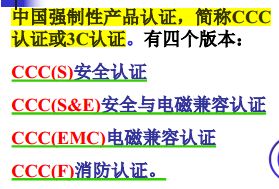 中国强制性产品认证，简称CCC
认证或3C认证。有四个版本：
CCC(S)安全认证
CCC(S&E)安全与电磁兼容认证
CCC(EMC)电磁兼容认证
CCC(F)消防认证。